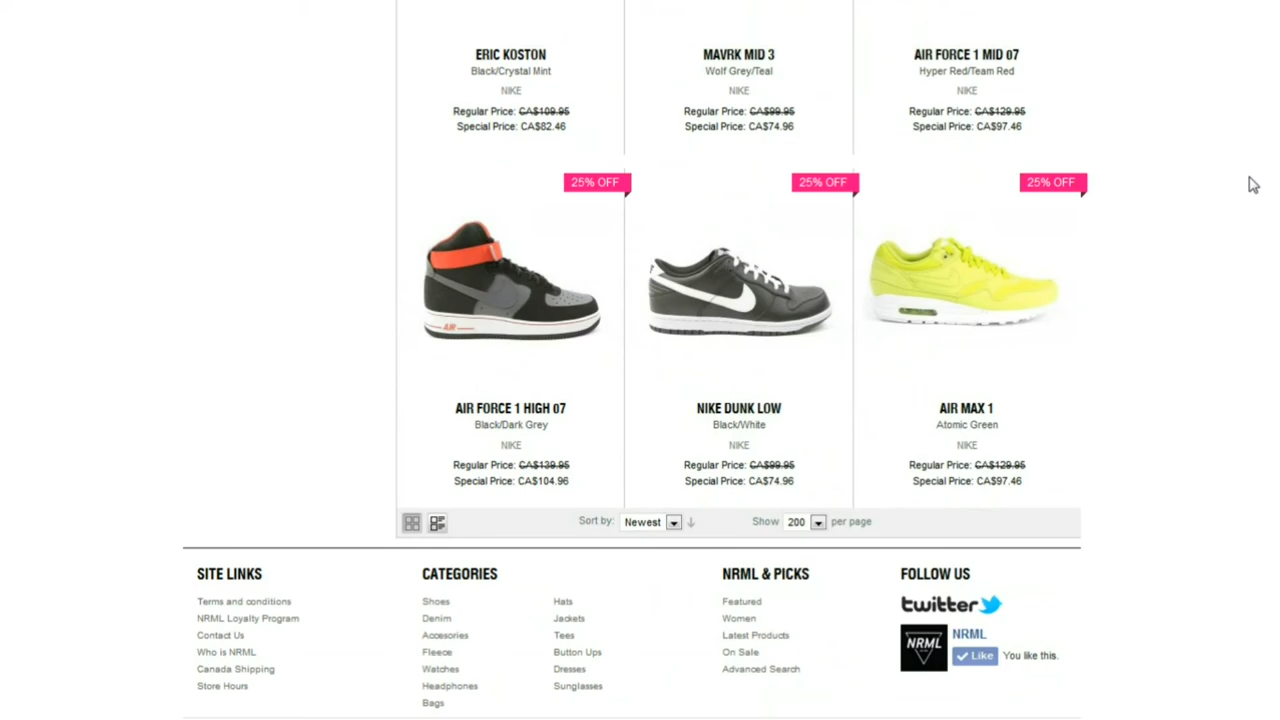 ERIC KOSTON
Black/Crystal Mint
NIKE
Regular Price: CA$109.95
Special Price: CA$82.46
MAVRK MID 3
Wolf Grey/Teal
NIKE
Regular Price: CA$99.95
Special Price: CA$74.96
AIR FORCE 1 MID 07
Hyper Red/Team Red
NIKE
Regular Price: CA$129.95
Special Price: CA$97.46
25% OFF
AIR
AIR FORCE 1 HIGH 07
Black/Dark Grey
NIKE
Regular Price: CA$139.95
Special Price: CA$104.96
25% OFF
NIKE DUNK LOW
Black/White
NIKE
Regular Price: CA$99.95
Special Price: CA$74.96
25% OFF
AIR MAX 1
Atomic Green
NIKE
Regular Price: CA$129.95
Special Price: CA$97.46
Sort by: Newest Show 200 per page
SITE LINKS
Terms and conditions
NRML Loyalty Program
Contact Us
Who is NRML
Canada Shipping
Store Hours
CATEGORIES
Shoes
Denim
Accesories
Fleece
Watches
Headphones
Bags
Hats
Jackets
Tees
Button Ups
Dresses
Sunglasses
NRML & PICKS
Featured
Women
Latest Products
On Sale
Advanced Search
FOLLOW US
twitter
NRML
NRML
Like You like this.